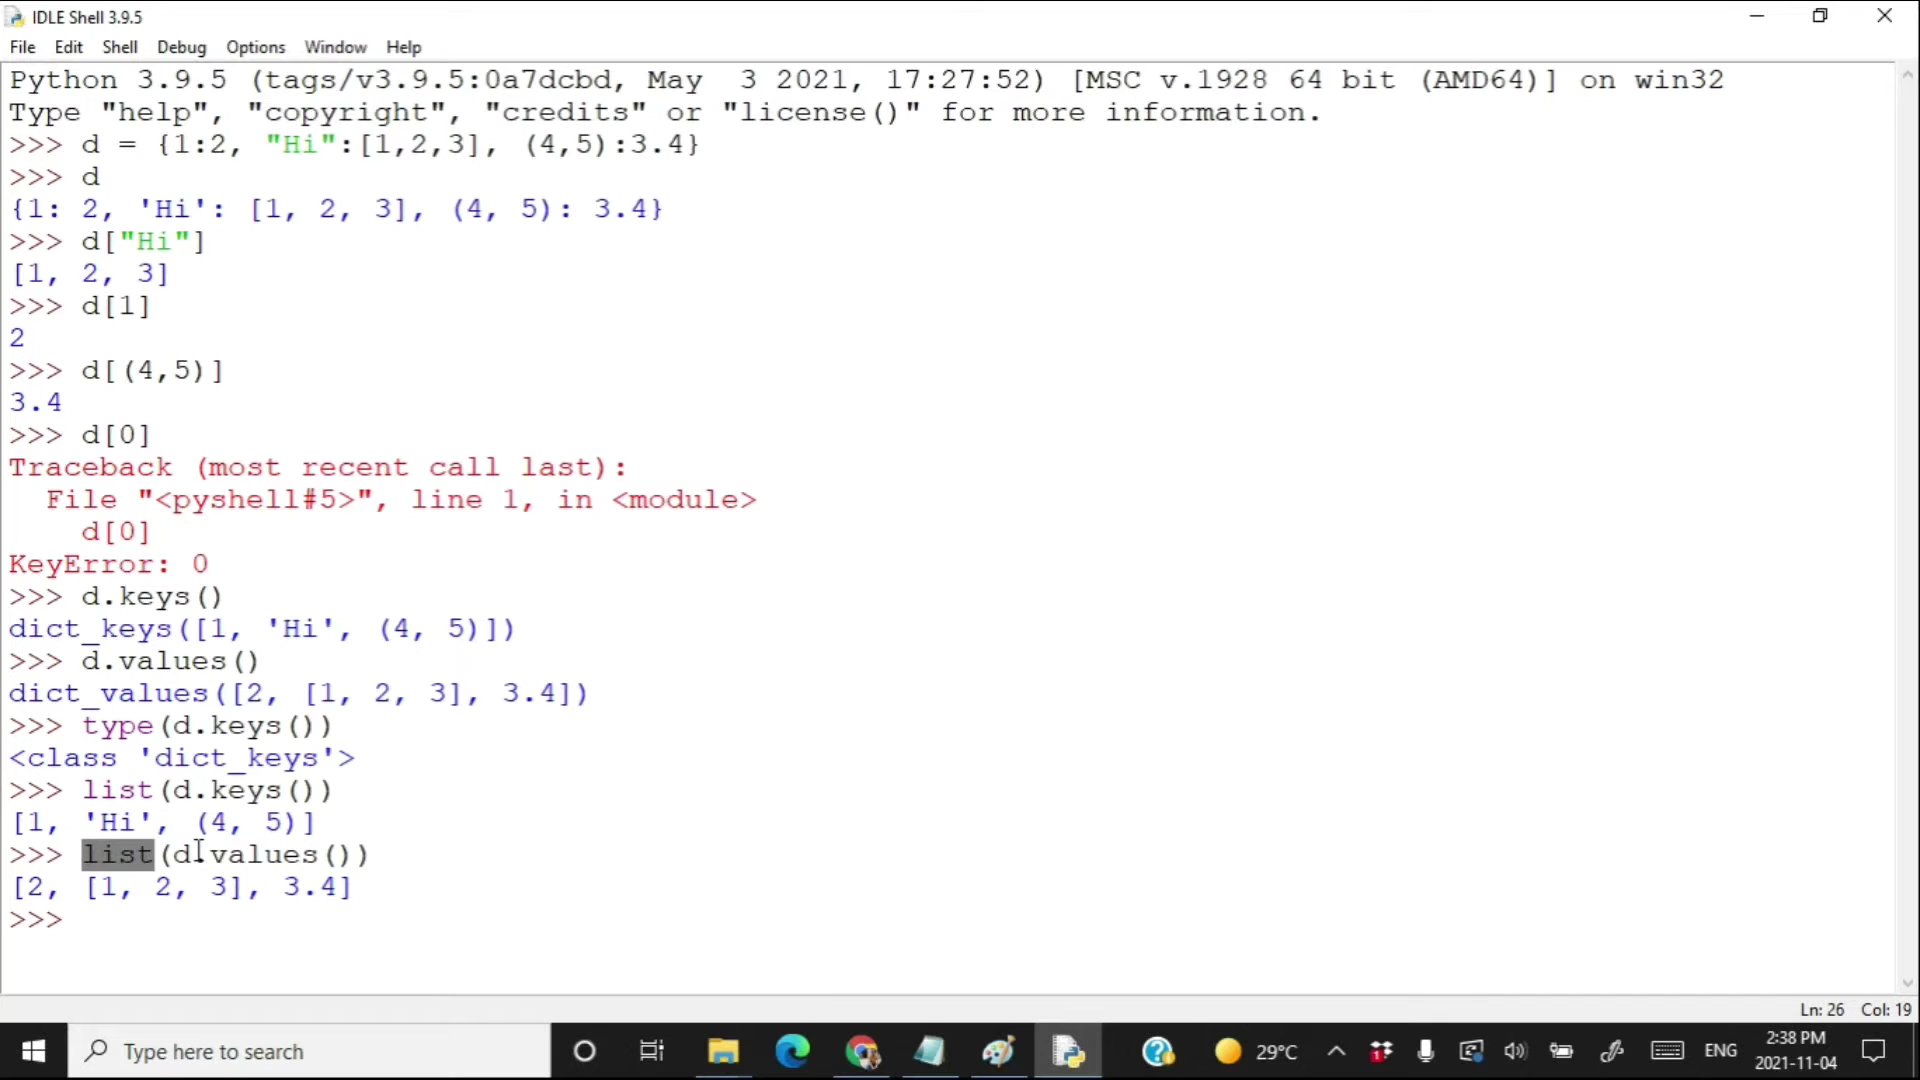 IDLE Shell 3.9.5
File Edit Shell Debug Options Window Help
Python 3.9.5 (tags/v3.9.5:0a7dcbd, May  3 2021, 17:27:52) [MSC v.1928 64 bit (AMD64)] on win32
Type "help", "copyright", "credits" or "license()" for more information.
>>> d = {1:2, "Hi":[1,2,3], (4,5):3.4}
>>> d
{1: 2, 'Hi': [1, 2, 3], (4, 5): 3.4}
>>> d["Hi"]
[1, 2, 3]
>>> d[1]
2
>>> d[(4,5)]
3.4
>>> d[0]
Traceback (most recent call last):
  File "<pyshell#5>", line 1, in <module>
    d[0]
KeyError: 0
>>> d.keys()
dict_keys([1, 'Hi', (4, 5)])
>>> d.values()
dict_values([2, [1, 2, 3], 3.4])
>>> type(d.keys())
<class 'dict_keys'>
>>> list(d.keys())
[1, 'Hi', (4, 5)]
>>> list(d.values())
[2, [1, 2, 3], 3.4]
>>>
Ln: 26 Col: 19
Type here to search
29°C
ENG
2:38 PM
2021-11-04